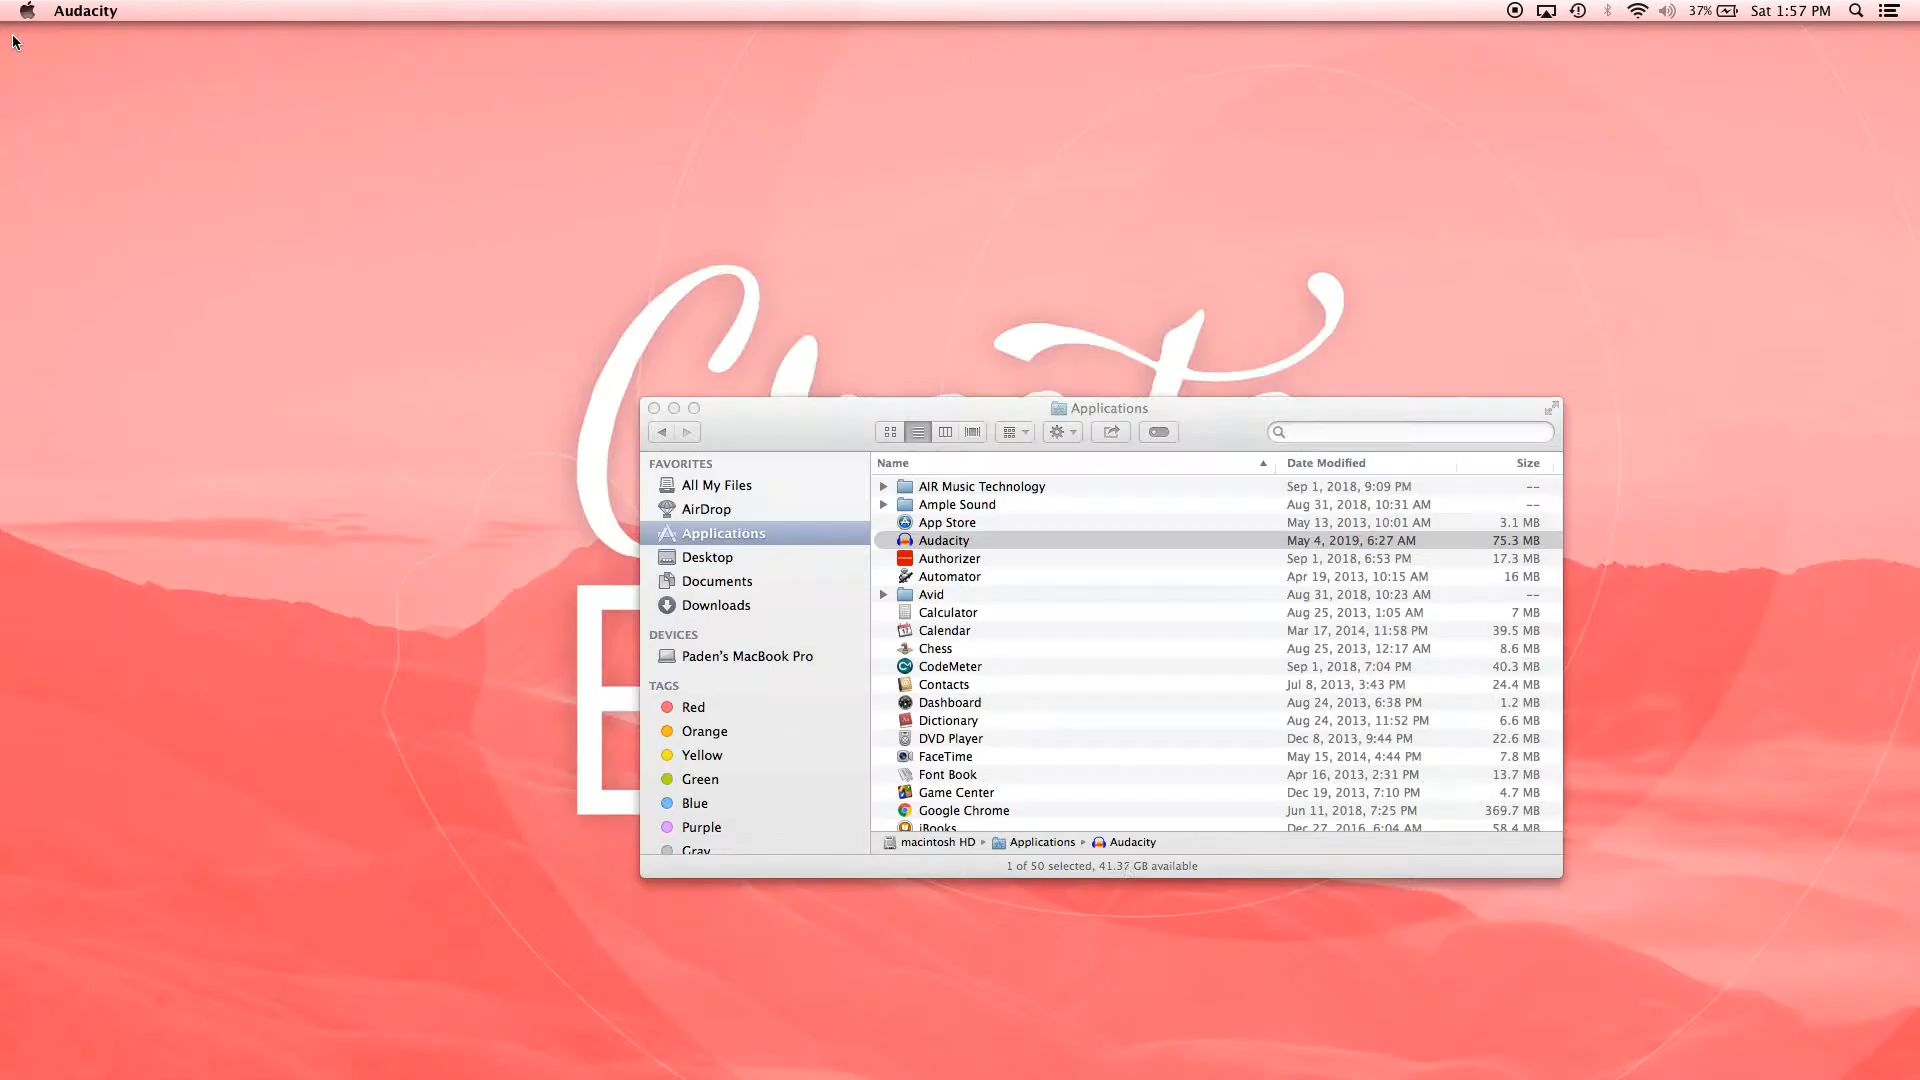 Audacity 37% Sat 1:57 PM
Applications
FAVORITES
All My Files
AirDrop
Applications
Desktop
Documents
Downloads
DEVICES
Paden's MacBook Pro
TAGS
Red
Orange
Yellow
Green
Blue
Purple
Gray
Name Date Modified Size
AIR Music Technology Sep 1, 2018, 9:09 PM --
Ample Sound Aug 31, 2018, 10:31 AM --
App Store May 13, 2013, 10:01 AM 3.1 MB
Audacity May 4, 2019, 6:27 AM 75.3 MB
Authorizer Sep 1, 2018, 6:53 PM 17.3 MB
Automator Apr 19, 2013, 10:15 AM 16 MB
Avid Aug 31, 2018, 10:23 AM --
Calculator Aug 25, 2013, 1:05 AM 7 MB
Calendar Mar 17, 2014, 11:58 PM 39.5 MB
Chess Aug 25, 2013, 12:17 AM 8.6 MB
CodeMeter Sep 1, 2018, 7:04 PM 40.3 MB
Contacts Jul 8, 2013, 3:43 PM 24.4 MB
Dashboard Aug 24, 2013, 6:38 PM 1.2 MB
Dictionary Aug 24, 2013, 11:52 PM 6.6 MB
DVD Player Dec 8, 2013, 9:44 PM 22.6 MB
FaceTime May 15, 2014, 4:44 PM 7.8 MB
Font Book Apr 16, 2013, 2:31 PM 13.7 MB
Game Center Dec 19, 2013, 7:10 PM 4.7 MB
Google Chrome Jun 11, 2018, 7:25 PM 369.7 MB
iBooks Dec 27, 2016, 6:04 AM 58.4 MB
macintosh HD Applications Audacity
1 of 50 selected, 41.37 GB available